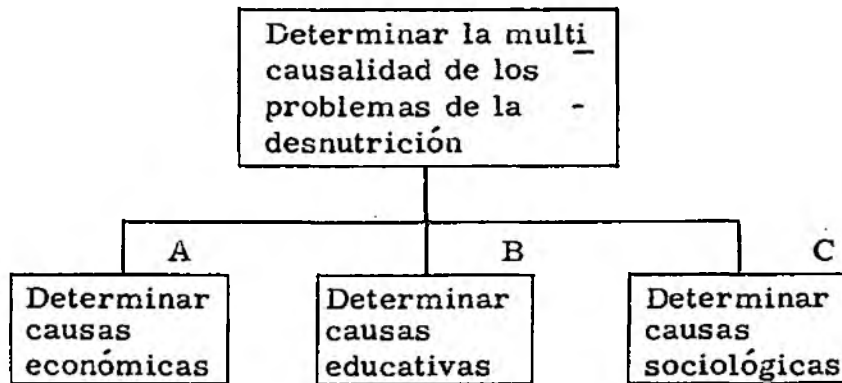 Determinar la multi
causalidad de los
problemas de la -
desnutrición
A
B
C
Determinar
causas
económicas
Determinar
causas
educativas
Determinar
causas
sociológicas